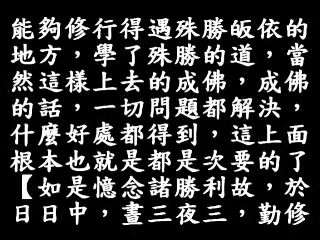 能夠修行得遇殊勝皈依的
地方，學了殊勝的道，當
然這樣上去的成佛，成佛
的話，一切問題都解決，
什麼好處都得到，這上面
根本也就是都是次要的了
【如是憶念諸勝利故，於
日日中，晝三夜三，勤修